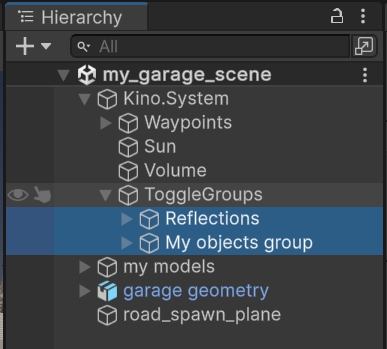 Hierarchy
All
my_garage_scene
Kino.System
Waypoints
Sun
Volume
ToggleGroups
Reflections
My objects group
my models
garage geometry
road_spawn_plane